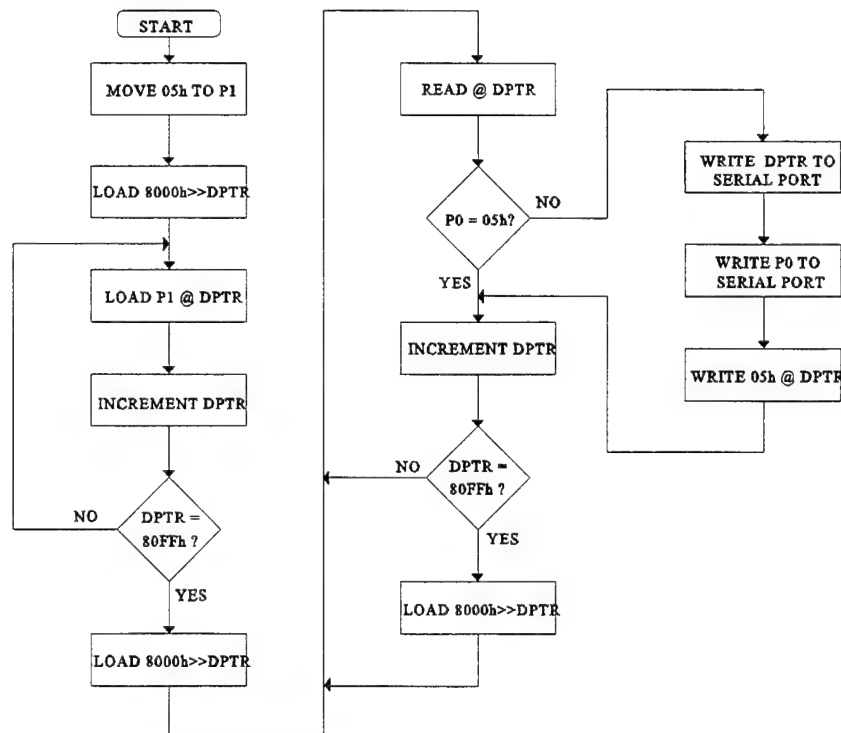 START
MOVE 05h TO P1
LOAD 8000h>>DPTR
LOAD P1 @ DPTR
INCREMENT DPTR
DPTR =
80FFh ?
NO
YES
LOAD 8000h>>DPTR
READ @ DPTR
P0 = 05h?
NO
YES
INCREMENT DPTR
DPTR =
80FFh ?
NO
YES
LOAD 8000h>>DPTR
WRITE DPTR TO
SERIAL PORT
WRITE P0 TO
SERIAL PORT
WRITE 05h @ DPTR